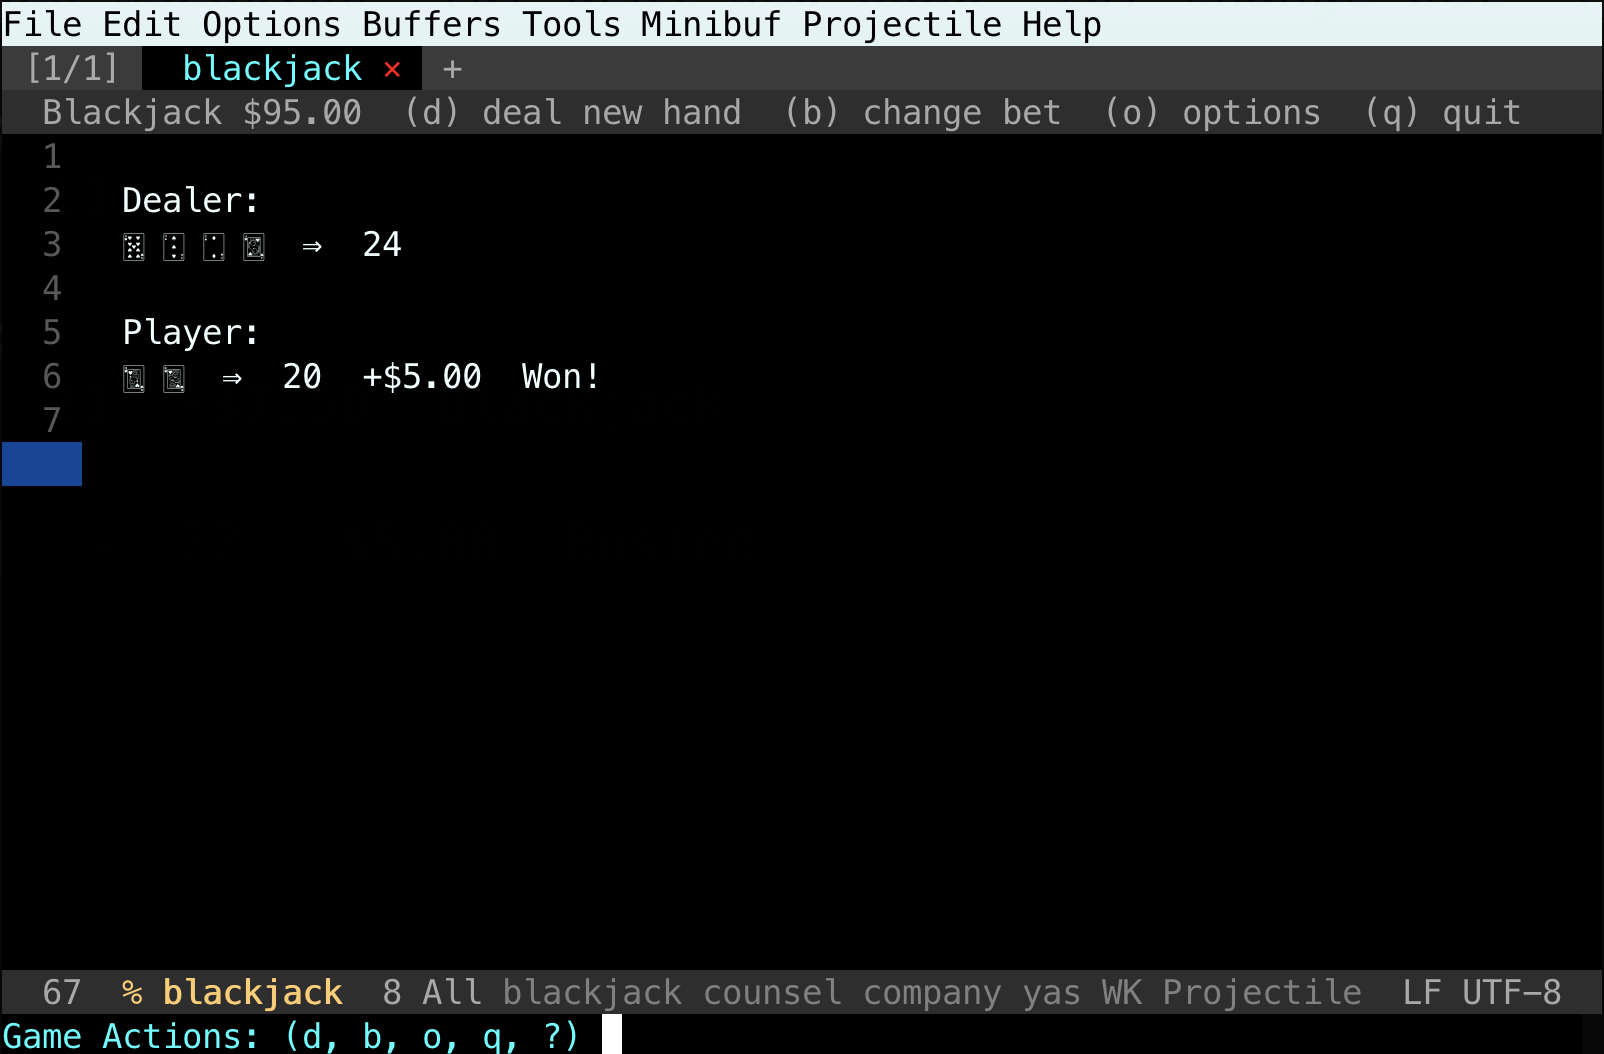 File Edit Options Buffers Tools Minibuf Projectile Help
[1/1] blackjack × +
Blackjack $95.00 (d) deal new hand (b) change bet (o) options (q) quit
1
2 Dealer:
3 ⇒ 24
4
5 Player:
6 ⇒ 20 +$5.00 Won!
7
67 % blackjack 8 All blackjack counsel company yas WK Projectile LF UTF-8
Game Actions: (d, b, o, q, ?)